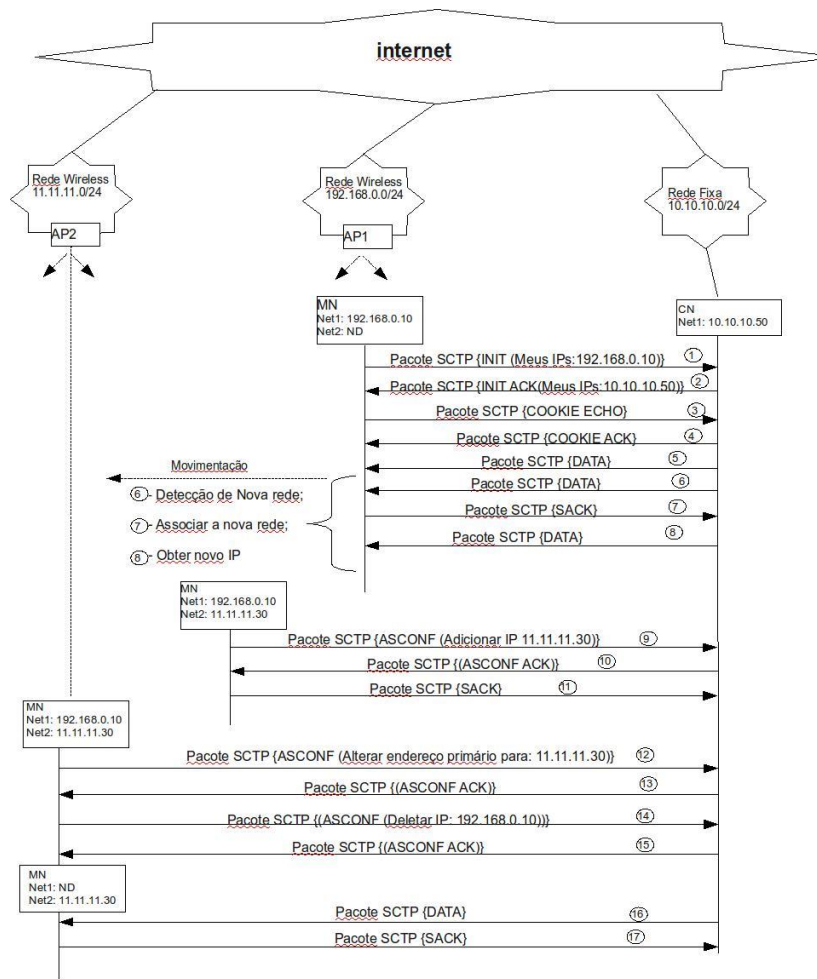 internet
Rede Wireless
11.11.11.0/24
AP2
Rede Wireless
192.168.0.0/24
AP1
Rede Fixa
10.10.10.0/24
MN
Net1: 192.168.0.10
Net2: ND
CN
Net1: 10.10.10.50
Pacote SCTP {INIT (Meus IPs:192.168.0.10)} 1
Pacote SCTP {INIT ACK(Meus IPs:10.10.10.50)} 2
Pacote SCTP {COOKIE ECHO} 3
Pacote SCTP {COOKIE ACK} 4
Pacote SCTP {DATA} 5
Movimentação
Pacote SCTP {DATA} 6
6 - Detecção de Nova rede;
Pacote SCTP {SACK} 7
7 - Associar a nova rede;
Pacote SCTP {DATA} 8
8 - Obter novo IP
MN
Net1: 192.168.0.10
Net2: 11.11.11.30
Pacote SCTP {ASCONF (Adicionar IP 11.11.11.30)} 9
Pacote SCTP {(ASCONF ACK)} 10
Pacote SCTP {SACK} 11
MN
Net1: 192.168.0.10
Net2: 11.11.11.30
Pacote SCTP {ASCONF (Alterar endereço primário para: 11.11.11.30)} 12
Pacote SCTP {(ASCONF ACK)} 13
Pacote SCTP {(ASCONF (Deletar IP: 192.168.0.10))} 14
Pacote SCTP {(ASCONF ACK)} 15
MN
Net1: ND
Net2: 11.11.11.30
Pacote SCTP {DATA} 16
Pacote SCTP {SACK} 17